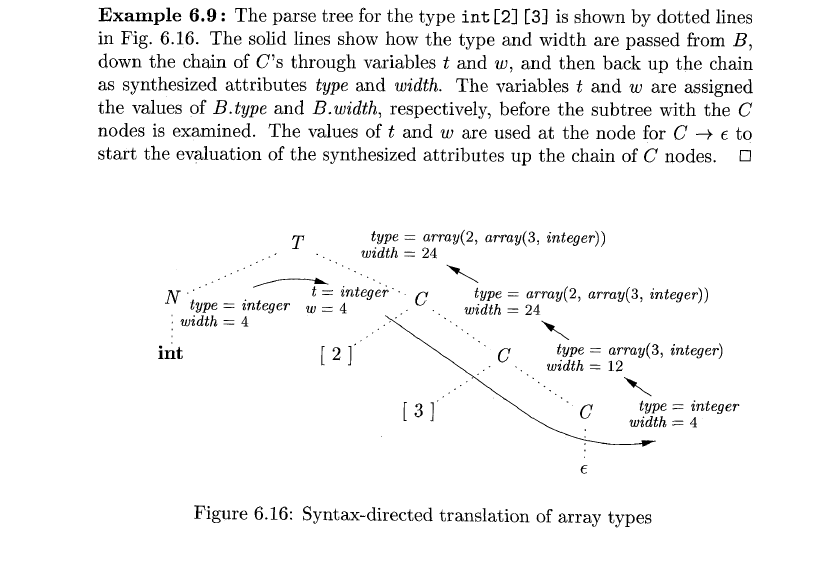 Example 6.9: The parse tree for the type int[2][3] is shown by dotted lines
in Fig. 6.16. The solid lines show how the type and width are passed from B,
down the chain of C's through variables t and w, and then back up the chain
as synthesized attributes type and width. The variables t and w are assigned
the values of B.type and B.width, respectively, before the subtree with the C
nodes is examined. The values of t and w are used at the node for C → ϵ to
start the evaluation of the synthesized attributes up the chain of C nodes. □
T
type = array(2, array(3, integer))
width = 24
N
type = integer
width = 4
t = integer
w = 4
C
type = array(2, array(3, integer))
width = 24
int
[ 2 ]
C
type = array(3, integer)
width = 12
[ 3 ]
C
type = integer
width = 4
ϵ
Figure 6.16: Syntax-directed translation of array types